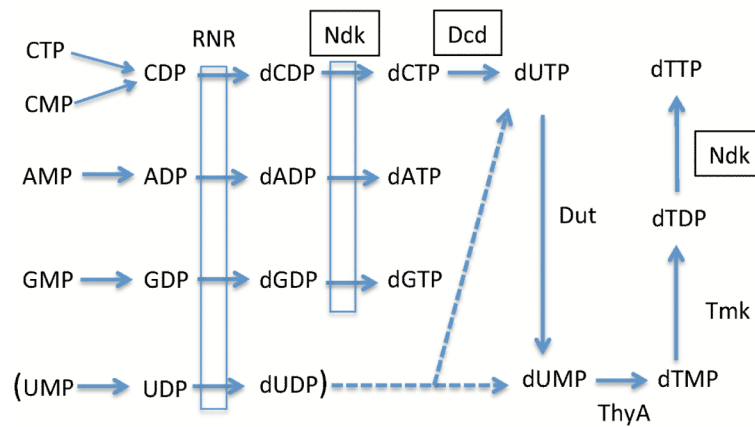 RNR Ndk Dcd
CTP
CMP
CDP dCDP dCTP dUTP dTTP
Ndk
AMP ADP dADP dATP
Dut dTDP
GMP GDP dGDP dGTP
Tmk
(UMP UDP dUDP) dUMP dTMP
ThyA